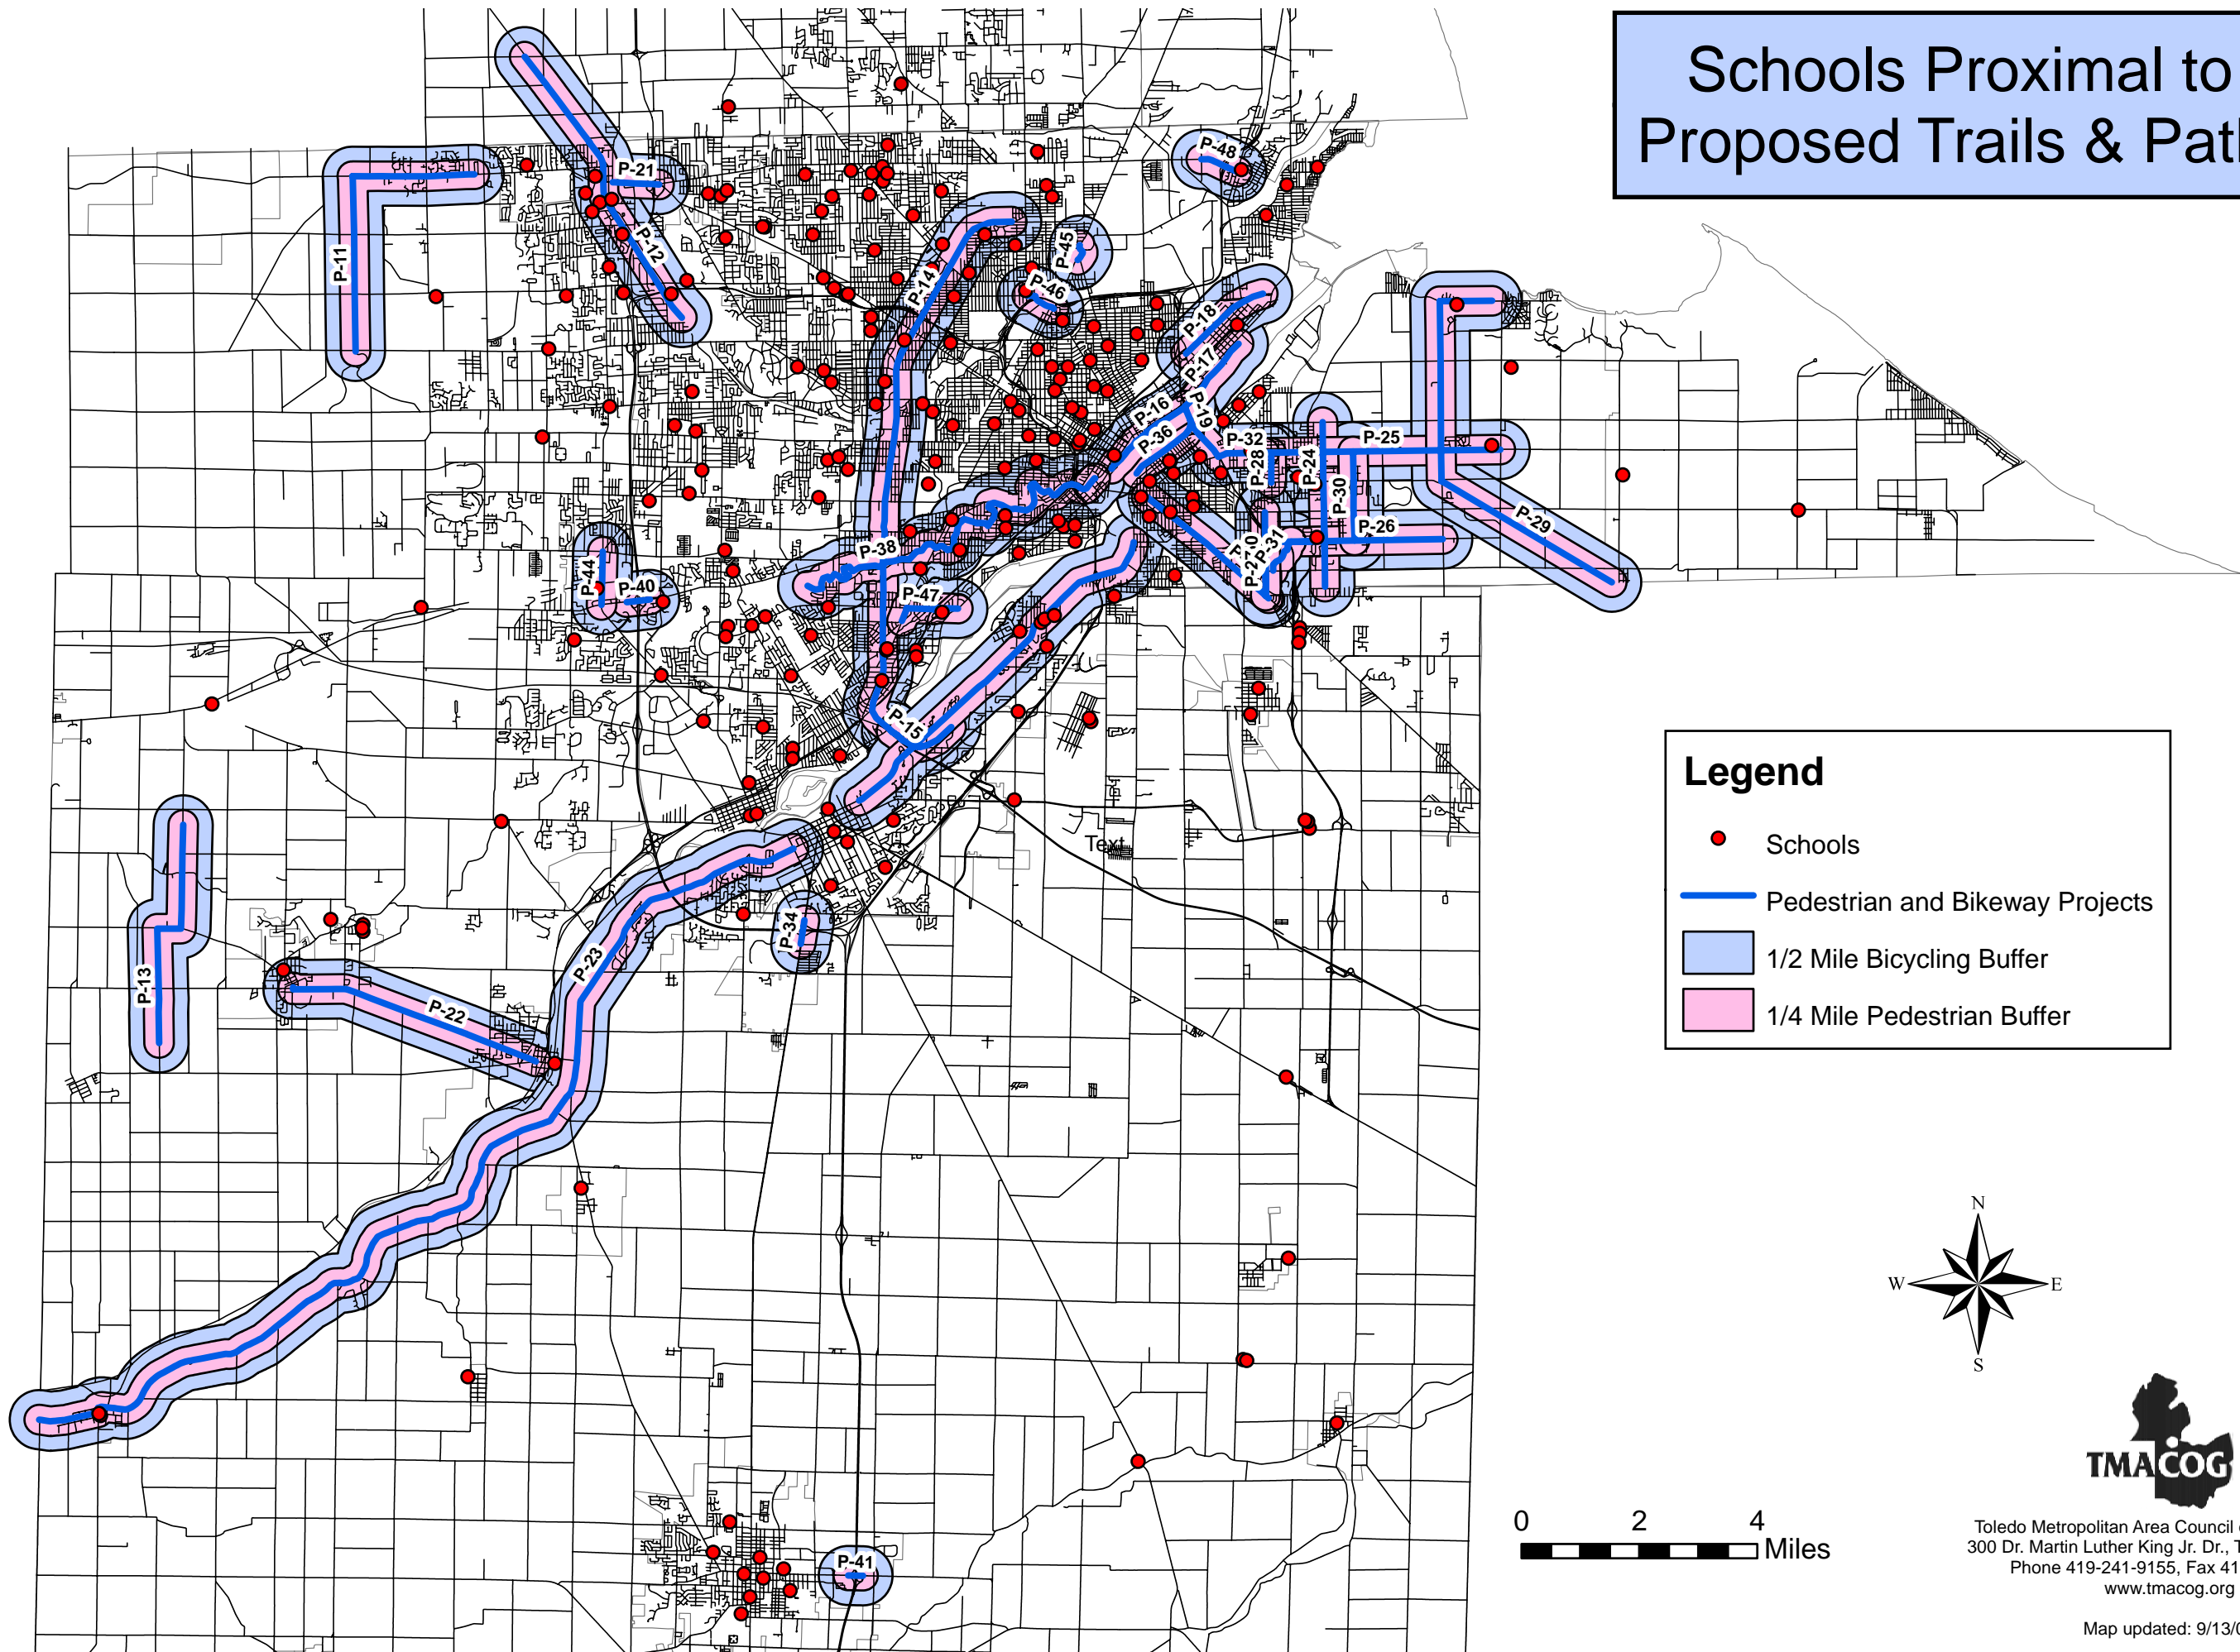 Schools Proximal to
Proposed Trails & Pat
P-48
P-21
P-11
P-12
P-45
P-14
P-46
P-18
P-17
P-16
P-19
P-36
P-32
P-25
P-28
P-24
P-30
P-29
P-26
P-31
P-38
P-44
P-40
P-47
P-15
Legend
Schools
Pedestrian and Bikeway Projects
1/2 Mile Bicycling Buffer
1/4 Mile Pedestrian Buffer
Text
P-34
P-23
P-13
P-22
N
W
E
S
TMACOG
0 2 4
Miles
Toledo Metropolitan Area Council
300 Dr. Martin Luther King Jr. Dr.,
Phone 419-241-9155, Fax 41
www.tmacog.org
Map updated: 9/13/
P-41